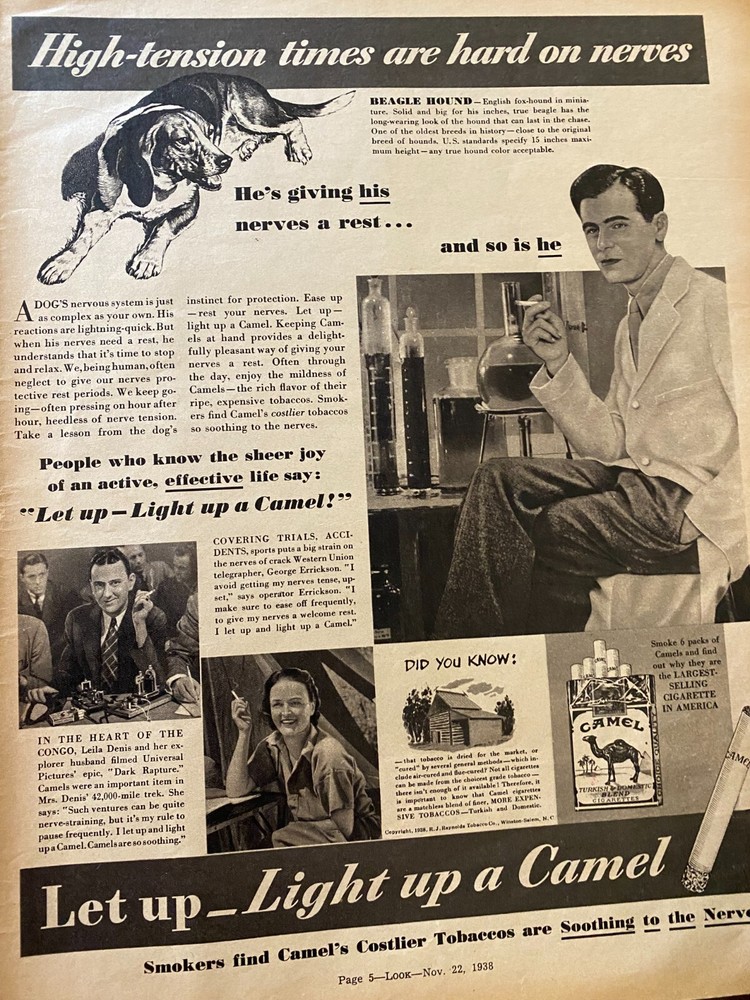 High-tension times are hard on nerves
BEAGLE HOUND—English fox-hound in minia-
ture. Solid and big for his inches, true beagle has the
long-wearing look of the hound that can last in the chase.
One of the oldest breeds in history—close to the original
breed of hounds. U.S. standards specify 15 inches maxi-
mum height—any true hound color acceptable.
He's giving his
nerves a rest...
and so is he
A DOG'S nervous system is just
as complex as your own. His
reactions are lightning-quick. But
when his nerves need a rest, he
understands that it's time to stop
and relax. We, being human, often
neglect to give our nerves pro-
tective rest periods. We keep go-
ing—often pressing on hour after
hour, heedless of nerve tension.
Take a lesson from the dog's
instinct for protection. Ease up
—rest your nerves. Let up—
light up a Camel. Keeping Cam-
els at hand provides a delight-
fully pleasant way of giving your
nerves a rest. Often through
the day, enjoy the mildness of
Camels—the rich flavor of their
ripe, expensive tobaccos. Smok-
ers find Camel's costlier tobaccos
so soothing to the nerves.
People who know the sheer joy
of an active, effective life say:
"Let up—Light up a Camel!"
COVERING TRIALS, ACCI-
DENTS, sports puts a big strain on
the nerves of crack Western Union
telegrapher, George Errickson. "I
avoid getting my nerves tense, up-
set," says operator Errickson. "I
make sure to ease off frequently,
to give my nerves a welcome rest.
I let up and light up a Camel."
IN THE HEART OF THE
CONGO, Leila Denis and her ex-
plorer husband filmed Universal
Pictures' epic, "Dark Rapture."
Camels were an important item in
Mrs. Denis' 42,000-mile trek. She
says: "Such ventures can be quite
nerve-straining, but it's my rule to
pause frequently. I let up and light
up a Camel. Camels are so soothing."
DID YOU KNOW:
—that tobacco is dried for the market, or
"cured" by several general methods—which in-
clude air-cured and flue-cured? Not all cigarettes
can be made from the choicest grade tobacco—
there isn't enough of it available! Therefore, it
is important to know that Camel cigarettes
are a matchless blend of finer, MORE EXPEN-
SIVE TOBACCOS—Turkish and Domestic.
Copyright, 1938, R. J. Reynolds Tobacco Co., Winston-Salem, N. C
Smoke 6 packs of
Camels and find
out why they are
the LARGEST-
SELLING
CIGARETTE
IN AMERICA
CAMEL
TURKISH & DOMESTIC
BLEND
CIGARETTES
CAME
Let up—Light up a Camel
Smokers find Camel's Costlier Tobaccos are Soothing to the Nerve
Page 5—LOOK—Nov. 22, 1938